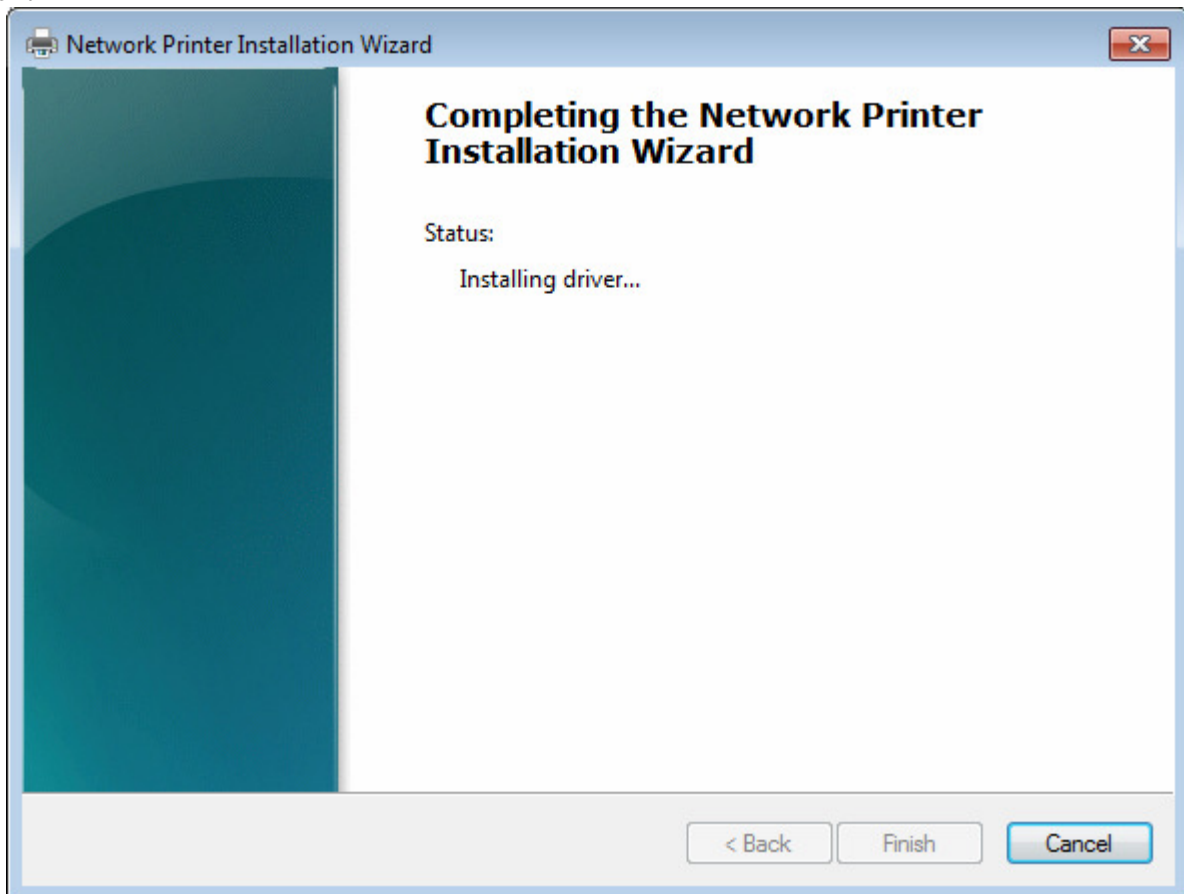 Network Printer Installation Wizard
Completing the Network Printer
Installation Wizard
Status:
Installing driver...
< Back
Finish
Cancel